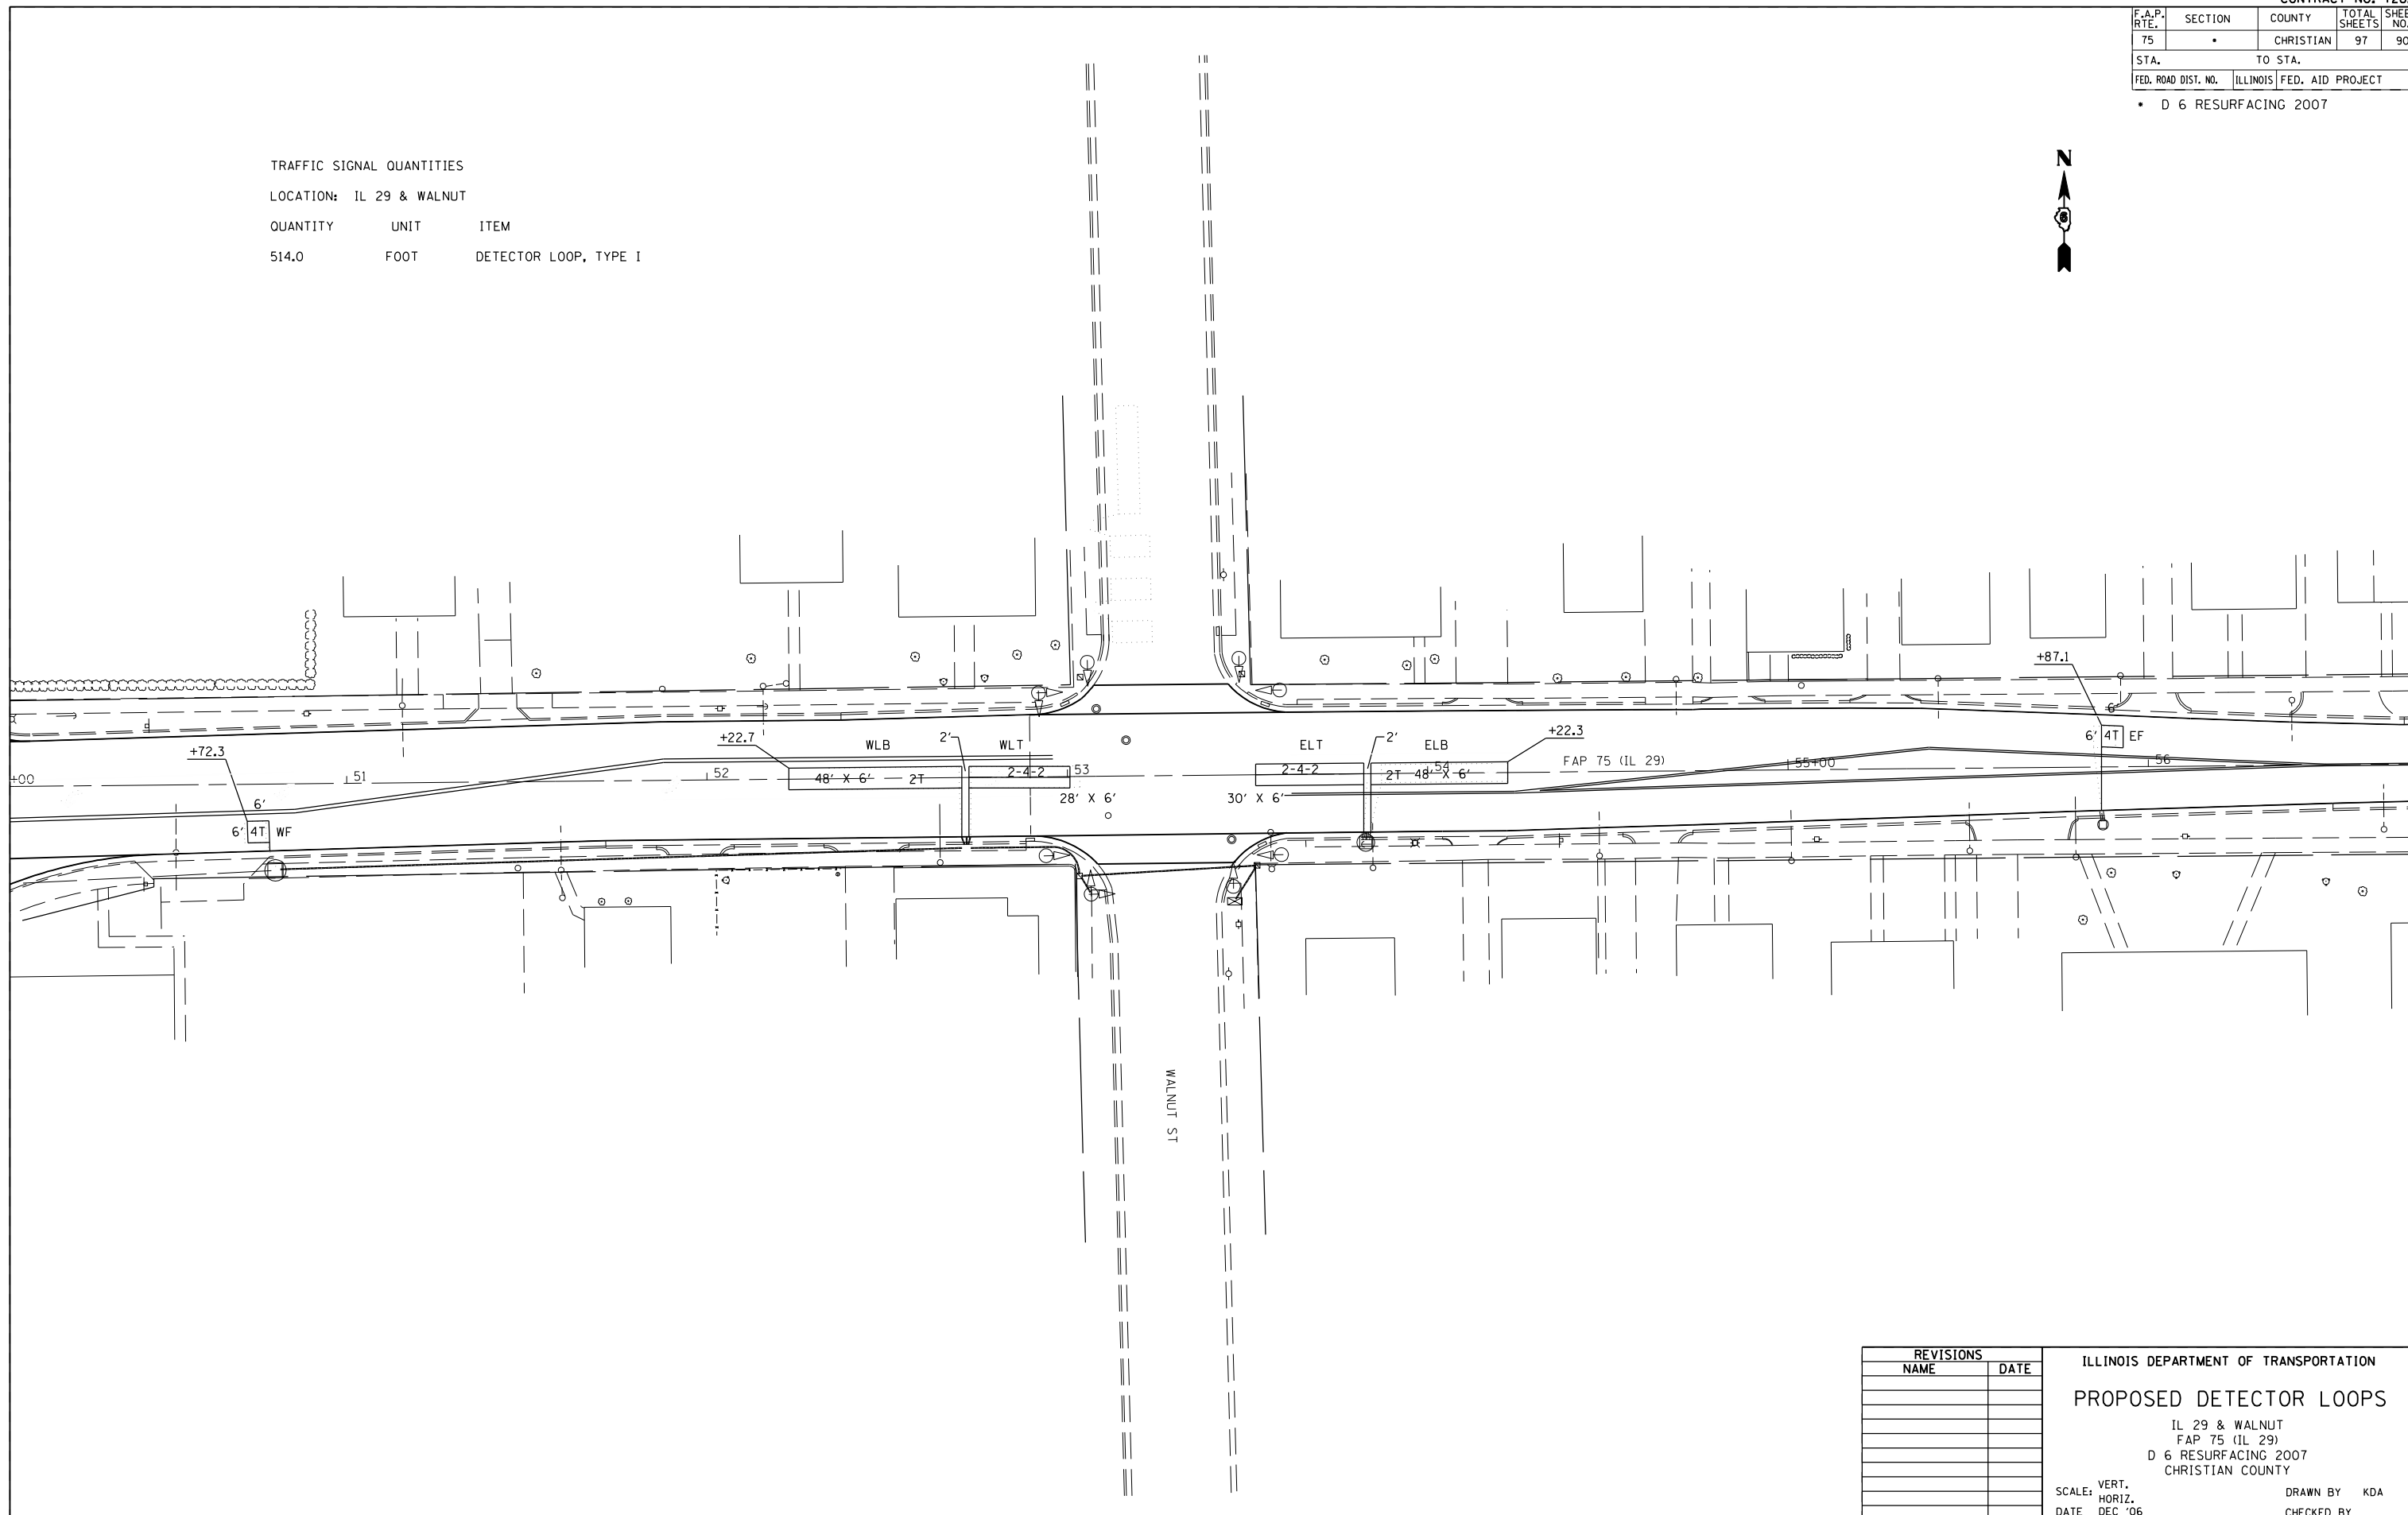 F.A.P. RTE. SECTION COUNTY TOTAL SHEETS
75 • CHRISTIAN 97 90
STA. TO STA.
FED. ROAD DIST. NO. ILLINOIS FED. AID PROJECT
• D 6 RESURFACING 2007
N
6
TRAFFIC SIGNAL QUANTITIES
LOCATION: IL 29 & WALNUT
QUANTITY UNIT ITEM
514.0 FOOT DETECTOR LOOP, TYPE I
+87.1
6'
6' 4T EF
+72.3
+22.7
WLB
2'
WLT
ELT
2'
ELB
+22.3
+00
51
52
48' X 6' 2T
2-4-2
53
2-4-2
2T 48' X 6'
54
FAP 75 (IL 29)
55+00
56
28' X 6'
30' X 6'
6'
6' 4T WF
WALNUT ST
REVISIONS
NAME DATE
ILLINOIS DEPARTMENT OF TRANSPORTATION
PROPOSED DETECTOR LOOPS
IL 29 & WALNUT
FAP 75 (IL 29)
D 6 RESURFACING 2007
CHRISTIAN COUNTY
SCALE: VERT.
HORIZ.
DRAWN BY KDA
DATE DEC '06
CHECKED BY